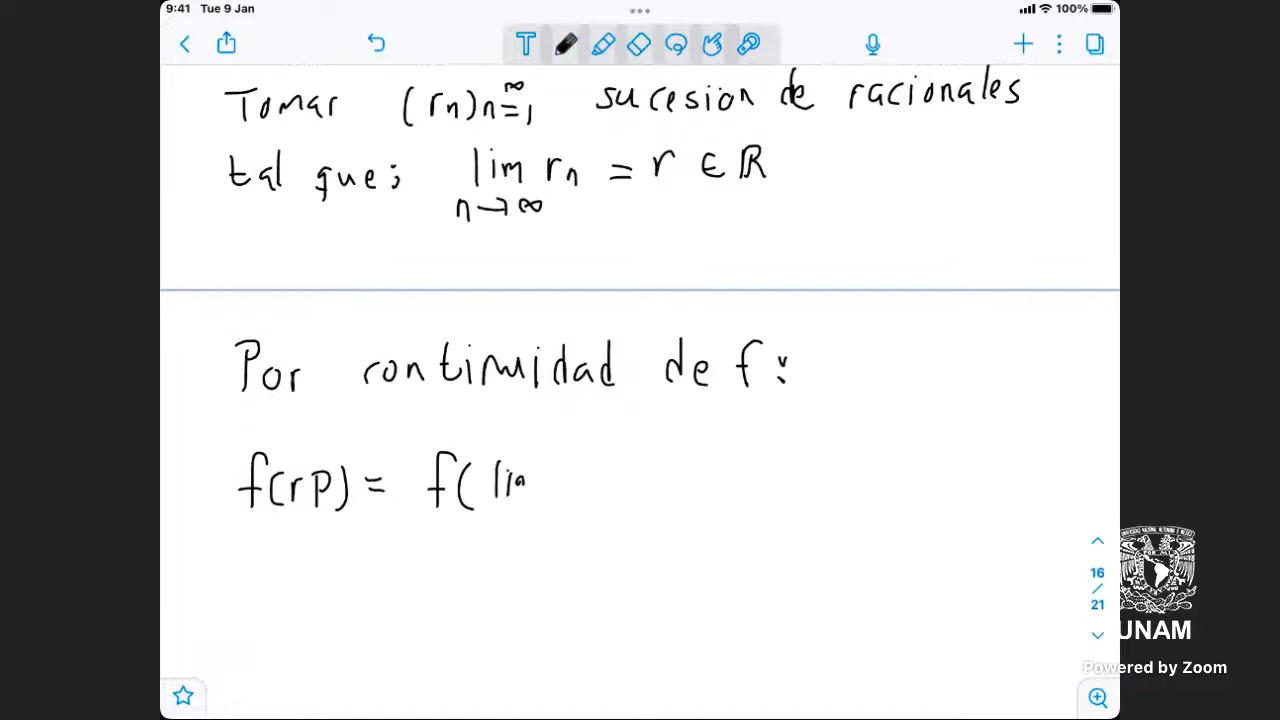 9:41 Tue 9 Jan
100%
Tomar (rn)n=1^∞ sucesion de racionales
tal que; lim rn = r ∈ ℝ
n→∞
Por continuidad de f:
f(rp) = f( lim
16
/
21
UNAM
Powered by Zoom